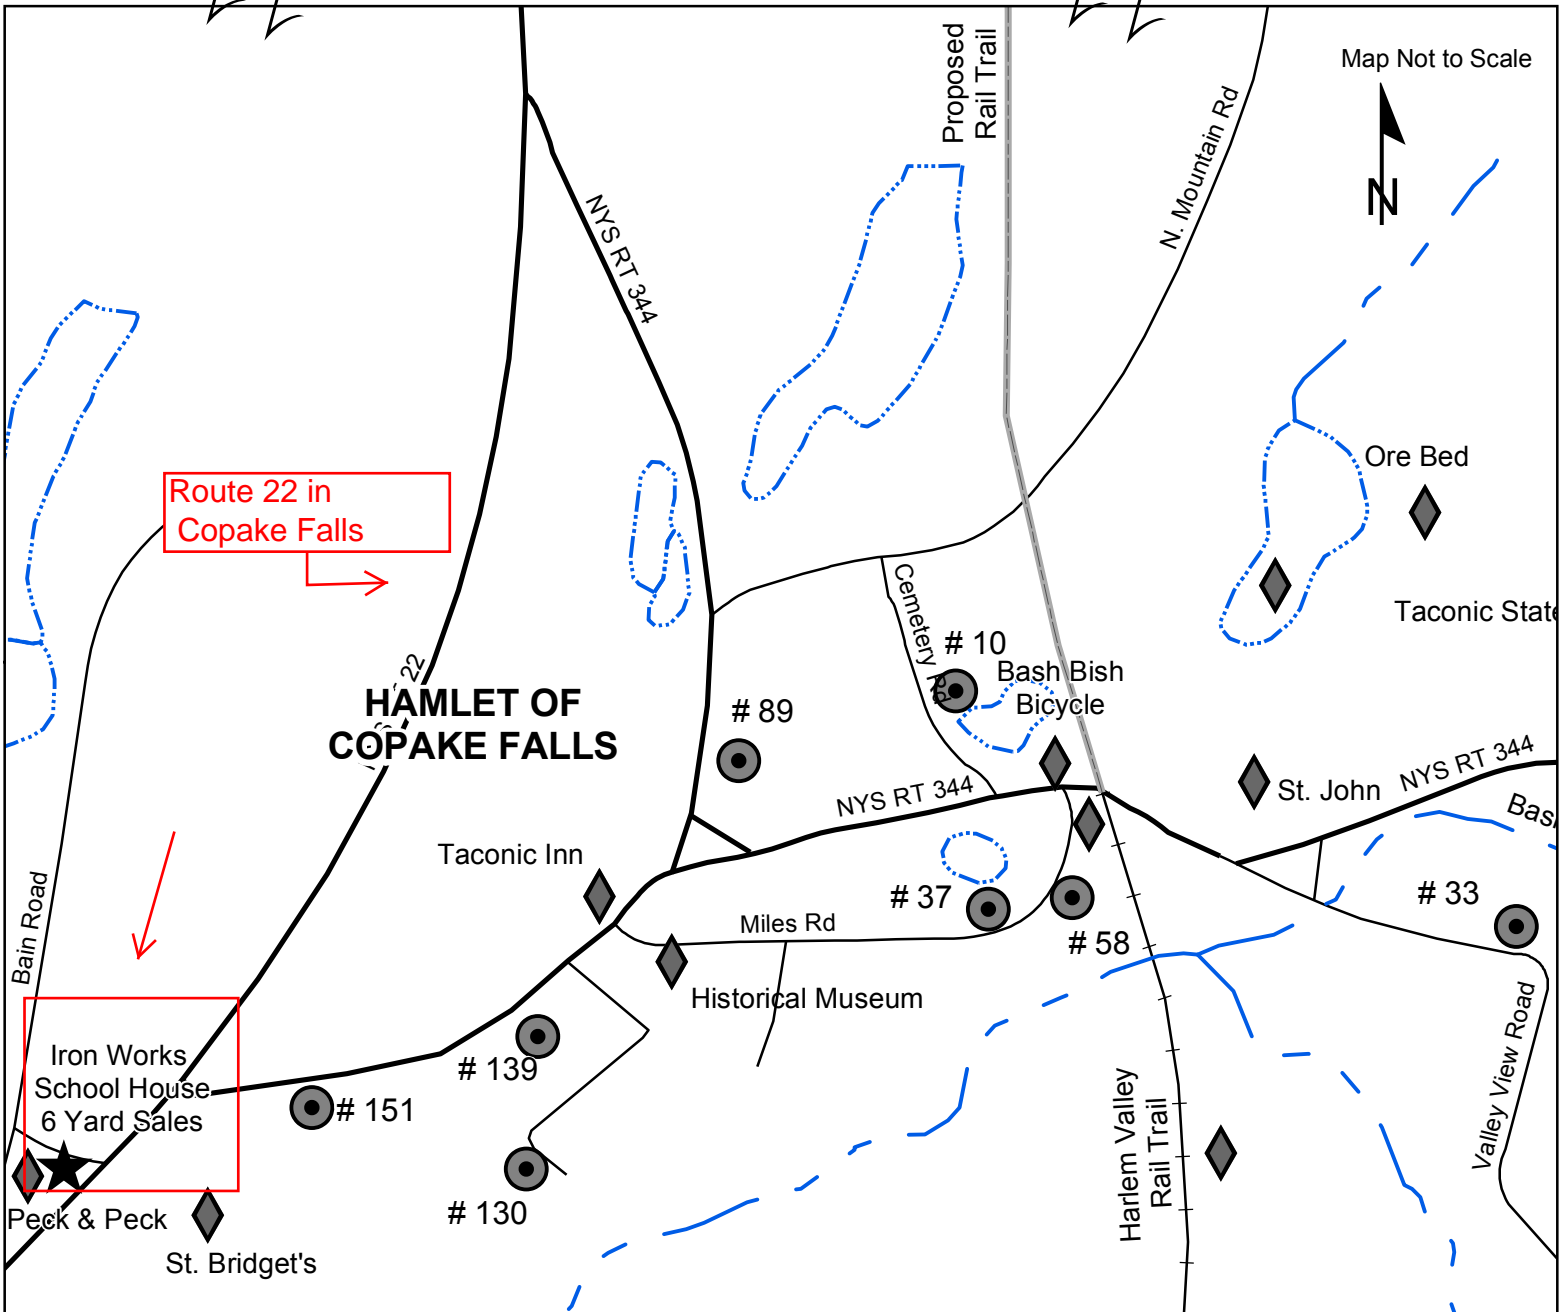 Map Not to Scale
N
Proposed
Rail Trail
N. Mountain Rd
NYS RT 344
Ore Bed
Route 22 in
Copake Falls
Taconic State
Cemetery Rd
# 10
Bash Bish
Bicycle
22
HAMLET OF
COPAKE FALLS
# 89
NYS RT 344
St. John
NYS RT 344
Taconic Inn
# 37
# 33
Miles Rd
# 58
Bain Road
Historical Museum
Iron Works
School House
6 Yard Sales
# 139
# 151
Harlem Valley
Rail Trail
Valley View Road
Peck & Peck
# 130
St. Bridget's